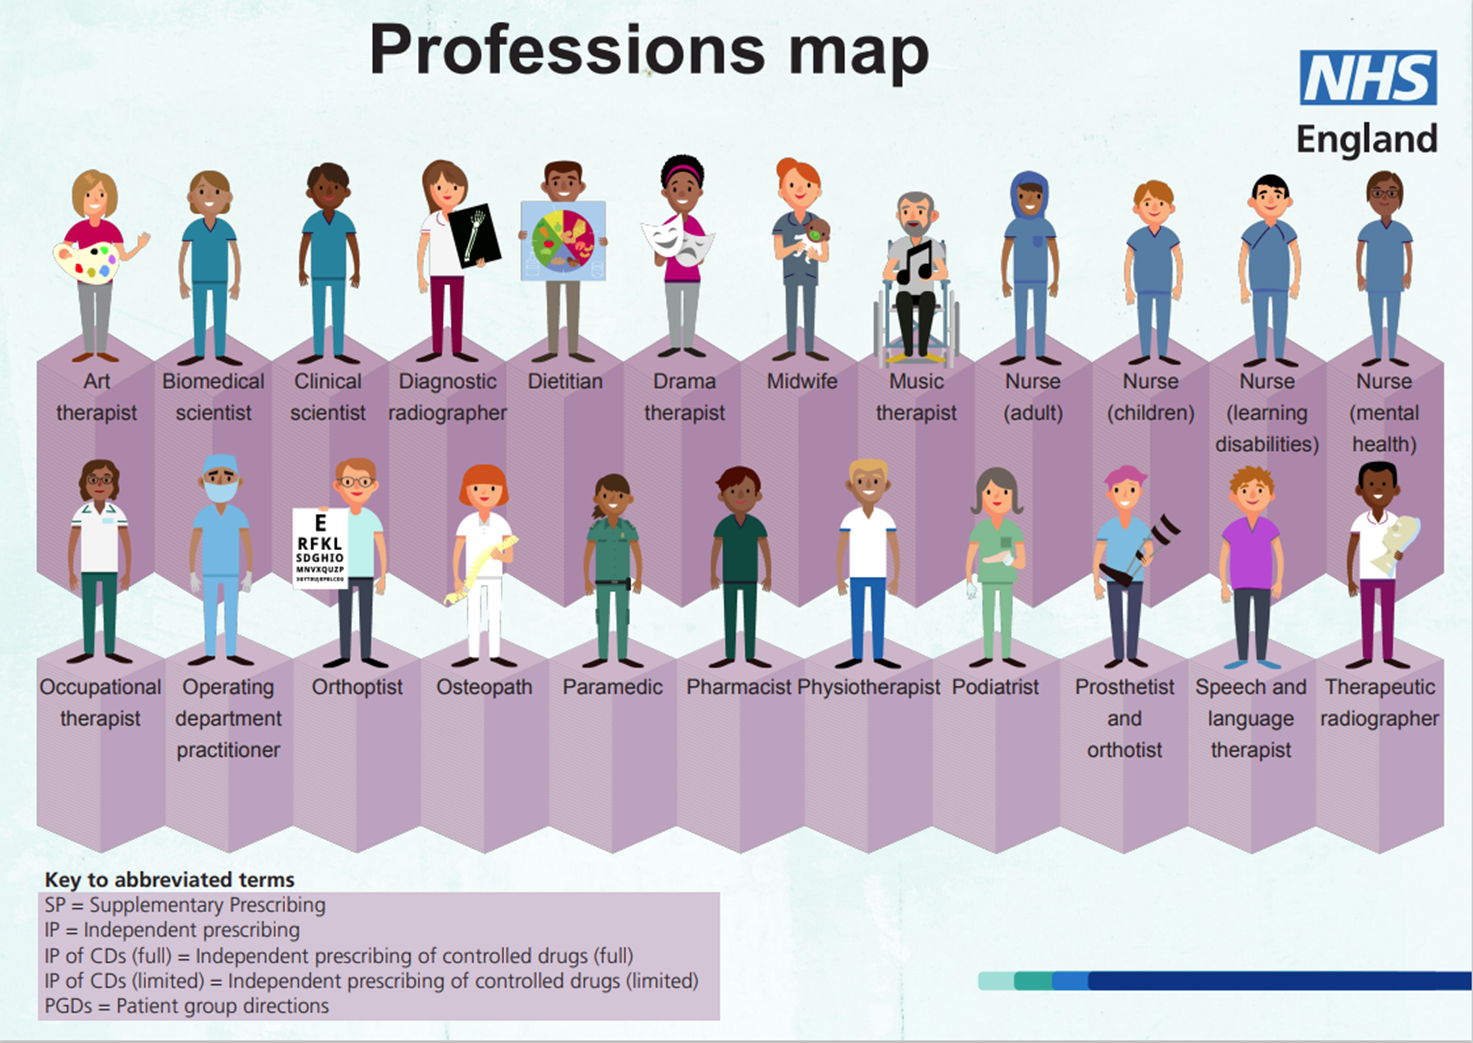 Professions map
NHS
England
Art
therapist
Biomedical
scientist
Clinical
scientist
Diagnostic
radiographer
Dietitian
Drama
therapist
Midwife
Music
therapist
Nurse
(adult)
Nurse
(children)
Nurse
(learning
disabilities)
Nurse
(mental
health)
E
RFKL
SDGHIO
MNVXQUZP
Occupational
therapist
Operating
department
practitioner
Orthoptist
Osteopath
Paramedic
Pharmacist
Physiotherapist
Podiatrist
Prosthetist
and
orthotist
Speech and
language
therapist
Therapeutic
radiographer
Key to abbreviated terms
SP = Supplementary Prescribing
IP = Independent prescribing
IP of CDs (full) = Independent prescribing of controlled drugs (full)
IP of CDs (limited) = Independent prescribing of controlled drugs (limited)
PGDs = Patient group directions